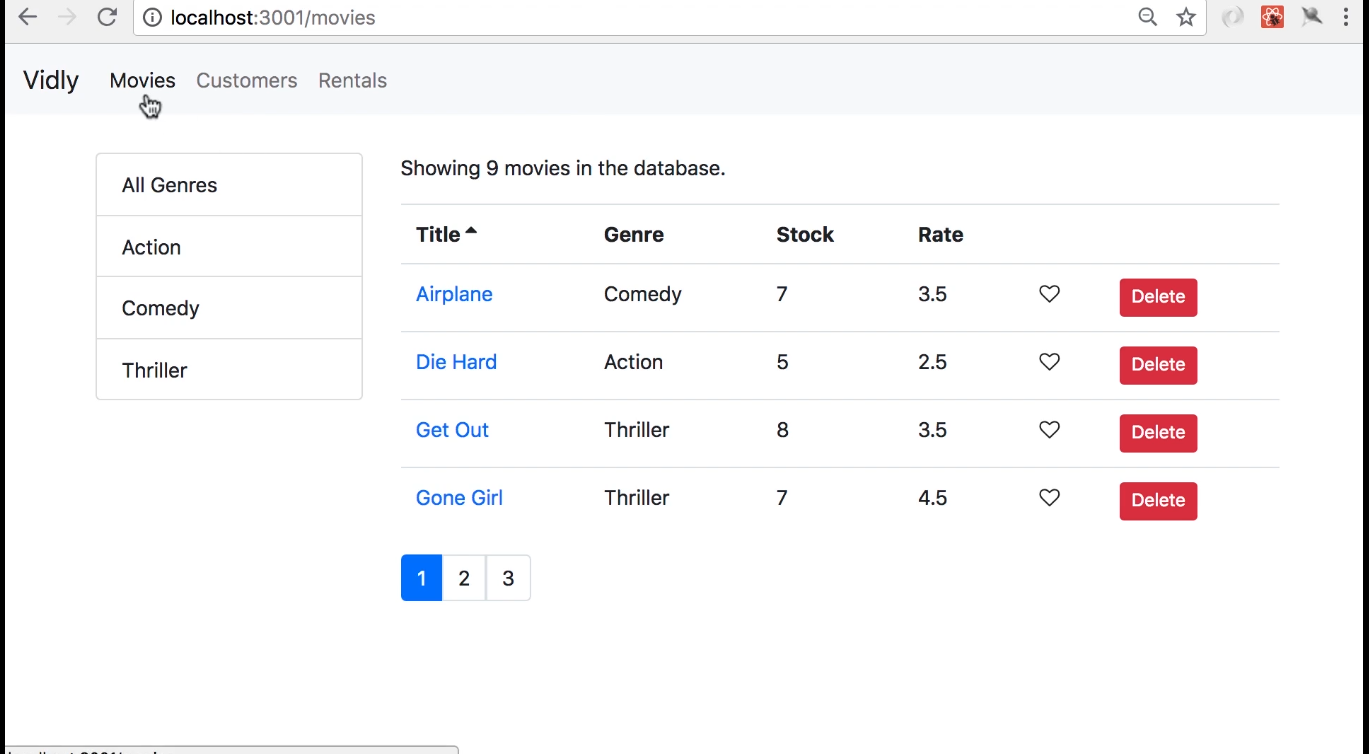 localhost:3001/movies
Vidly Movies Customers Rentals
All Genres
Action
Comedy
Thriller
Showing 9 movies in the database.
Title Genre Stock Rate
Airplane Comedy 7 3.5 Delete
Die Hard Action 5 2.5 Delete
Get Out Thriller 8 3.5 Delete
Gone Girl Thriller 7 4.5 Delete
1 2 3